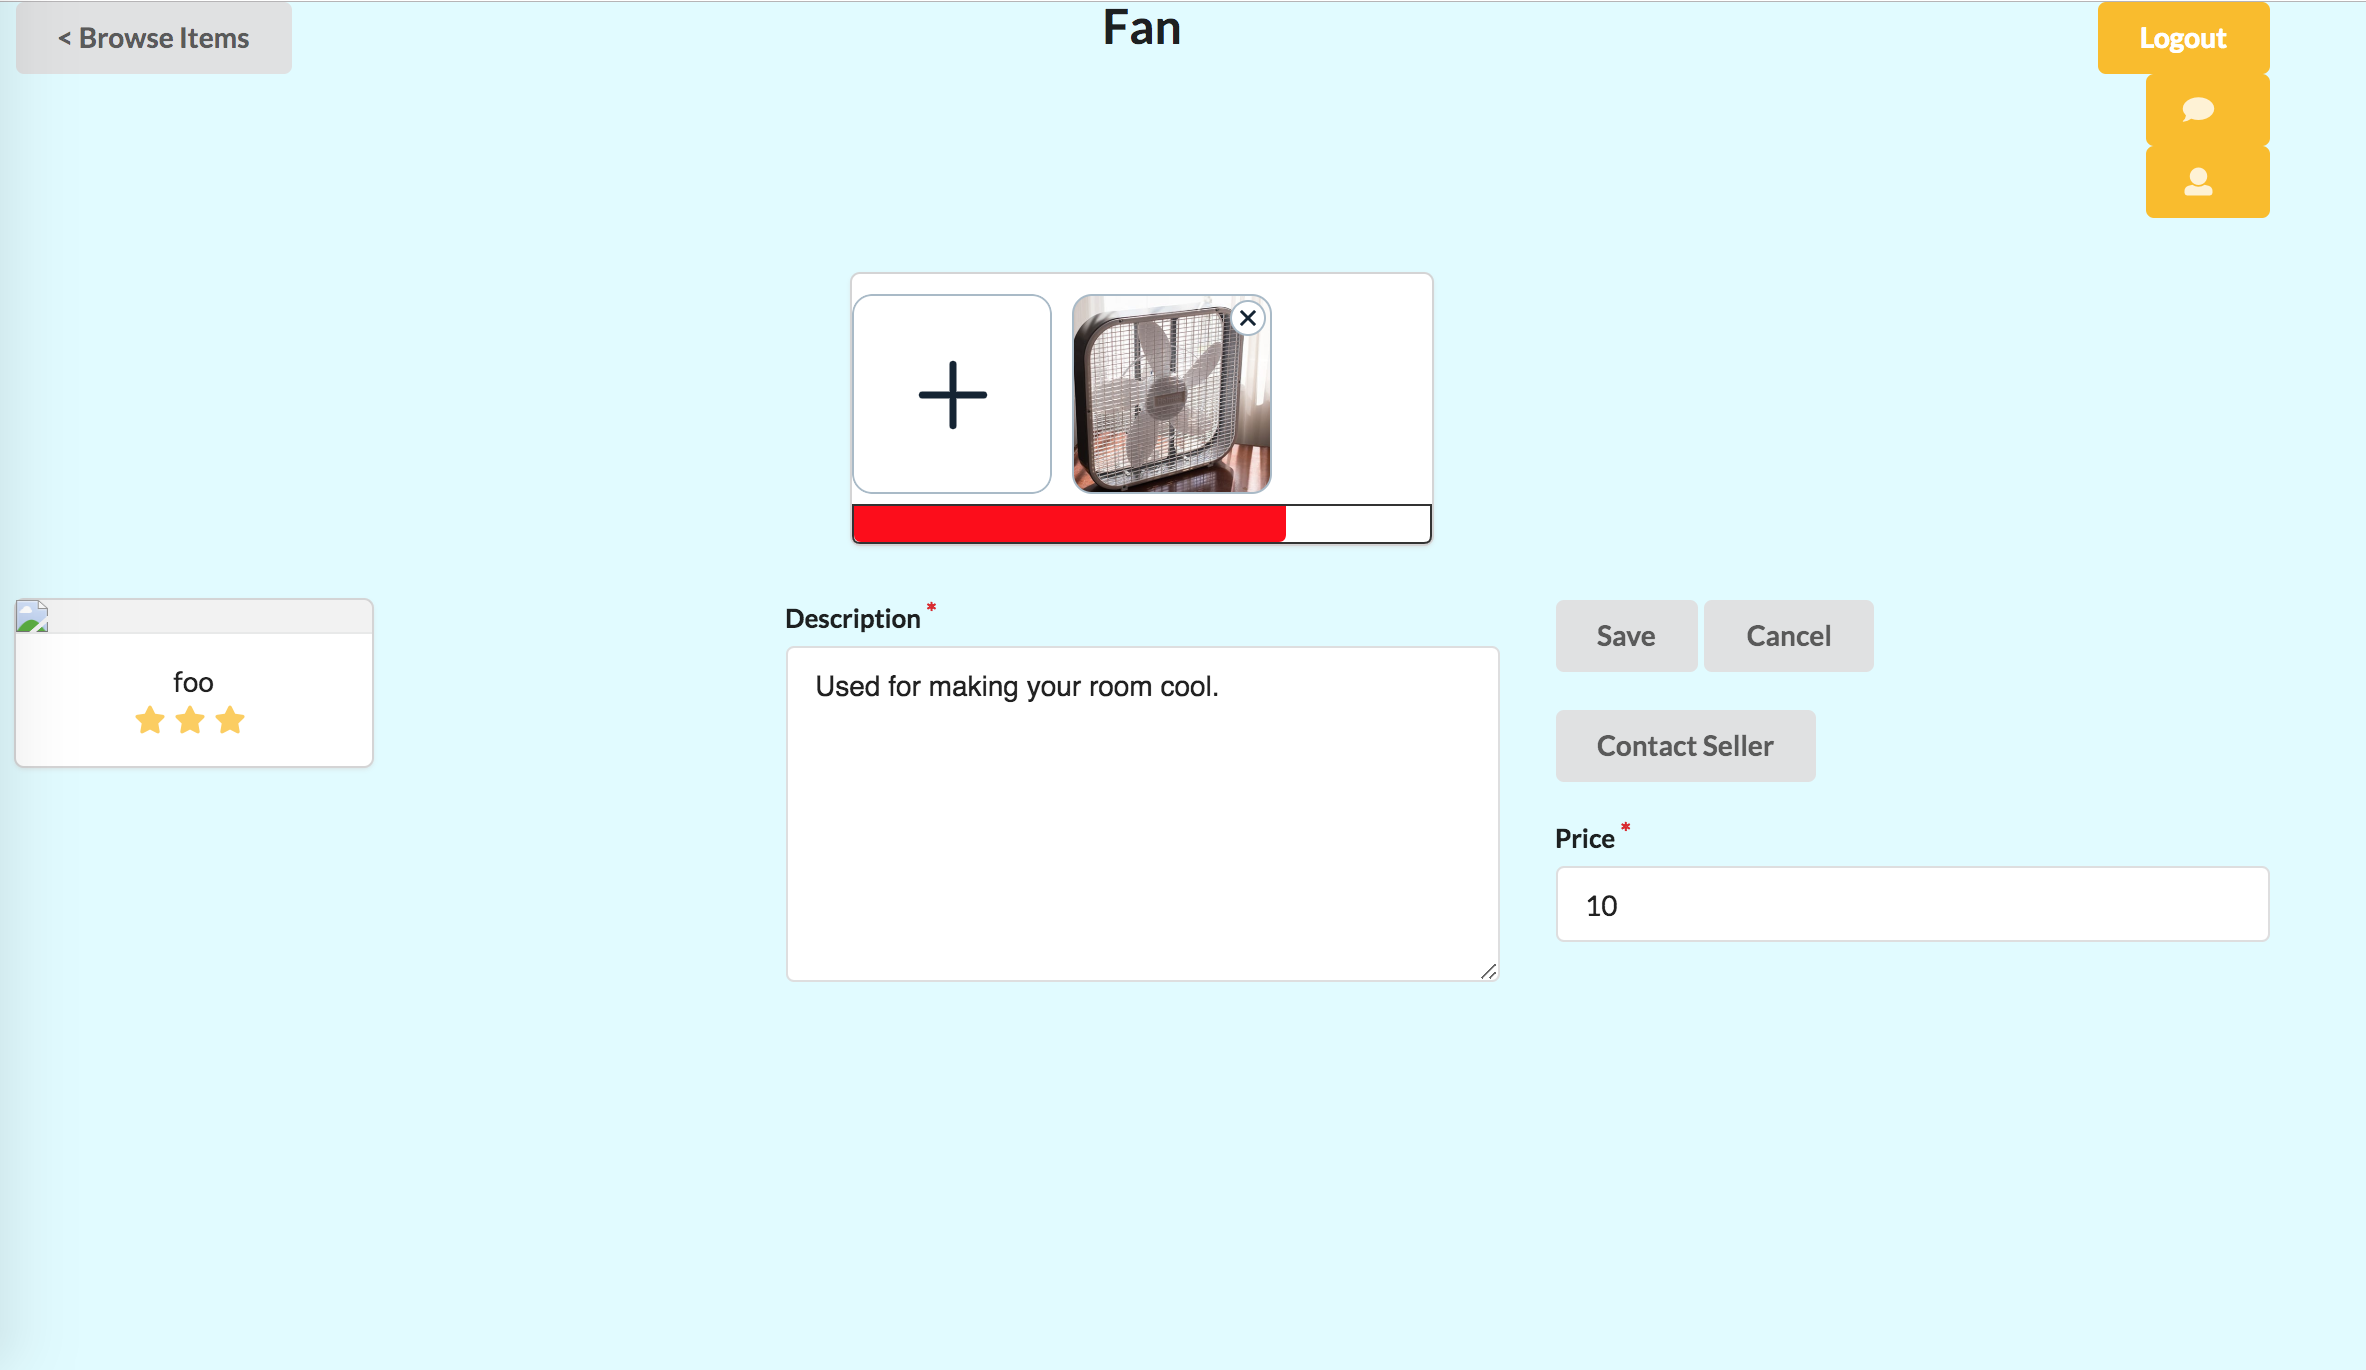 < Browse Items
Fan
Logout
foo
Description *
Used for making your room cool.
Save
Cancel
Contact Seller
Price *
10